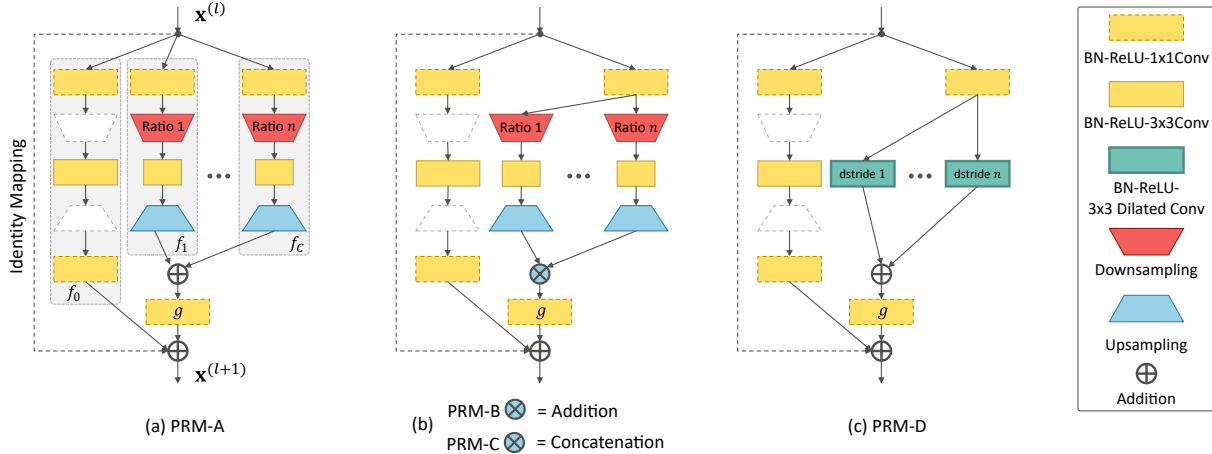 x^(l)
Identity Mapping
Ratio 1
Ratio n
...
f_0
f_1
f_C
g
x^(l+1)
(a) PRM-A
Ratio 1
Ratio n
...
g
(b)
PRM-B = Addition
PRM-C = Concatenation
dstride 1
...
dstride n
g
(c) PRM-D
BN-ReLU-1x1Conv
BN-ReLU-3x3Conv
BN-ReLU-
3x3 Dilated Conv
Downsampling
Upsampling
Addition